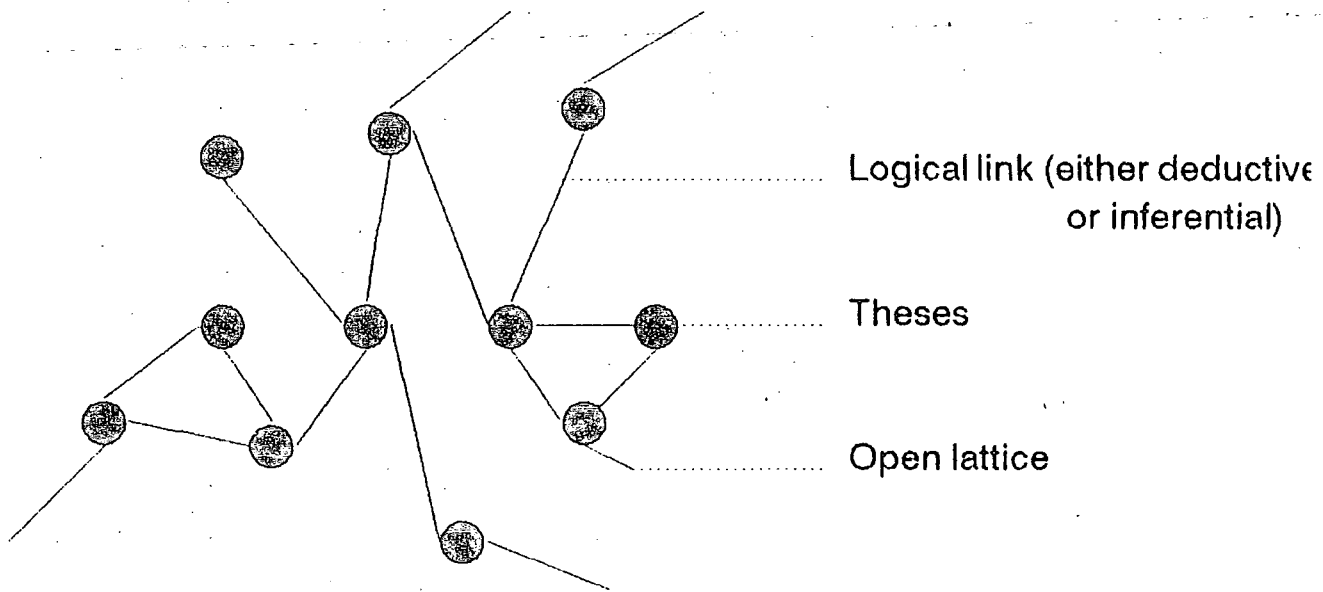 Logical link (either deductive
or inferential)
Theses
Open lattice